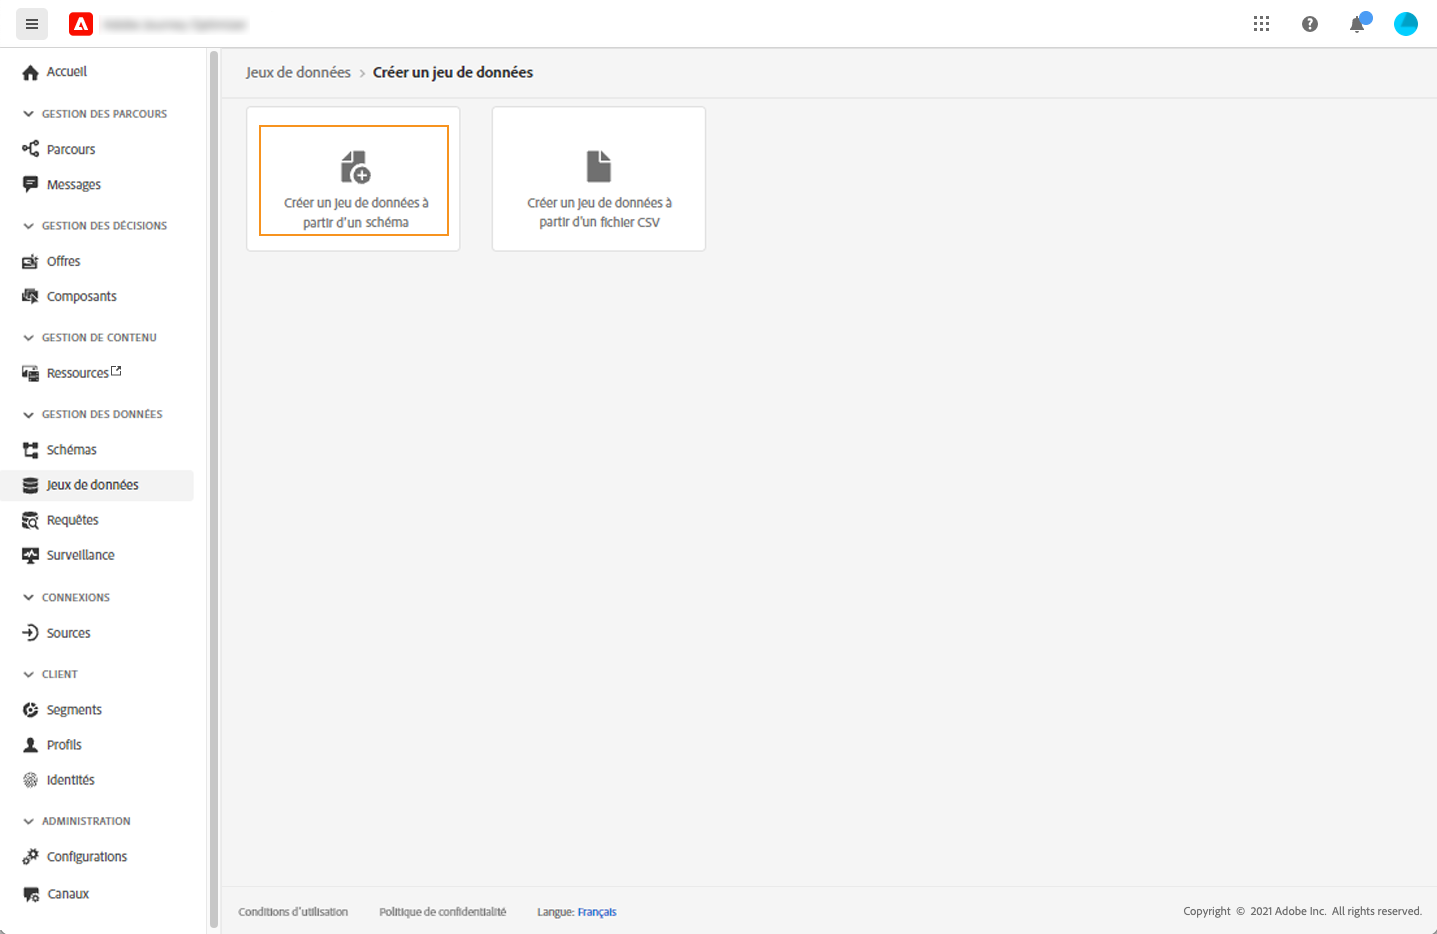 Accueil
GESTION DES PARCOURS
Parcours
Messages
GESTION DES DÉCISIONS
Offres
Composants
GESTION DE CONTENU
Ressources
GESTION DES DONNÉES
Schémas
Jeux de données
Requêtes
Surveillance
CONNEXIONS
Sources
CLIENT
Segments
Profils
Identités
ADMINISTRATION
Configurations
Canaux
Jeux de données > Créer un jeu de données
Créer un jeu de données à
partir d'un schéma
Créer un jeu de données à
partir d'un fichier CSV
Conditions d'utilisation Politique de confidentialité Langue: Français
Copyright © 2021 Adobe Inc. All rights reserved.